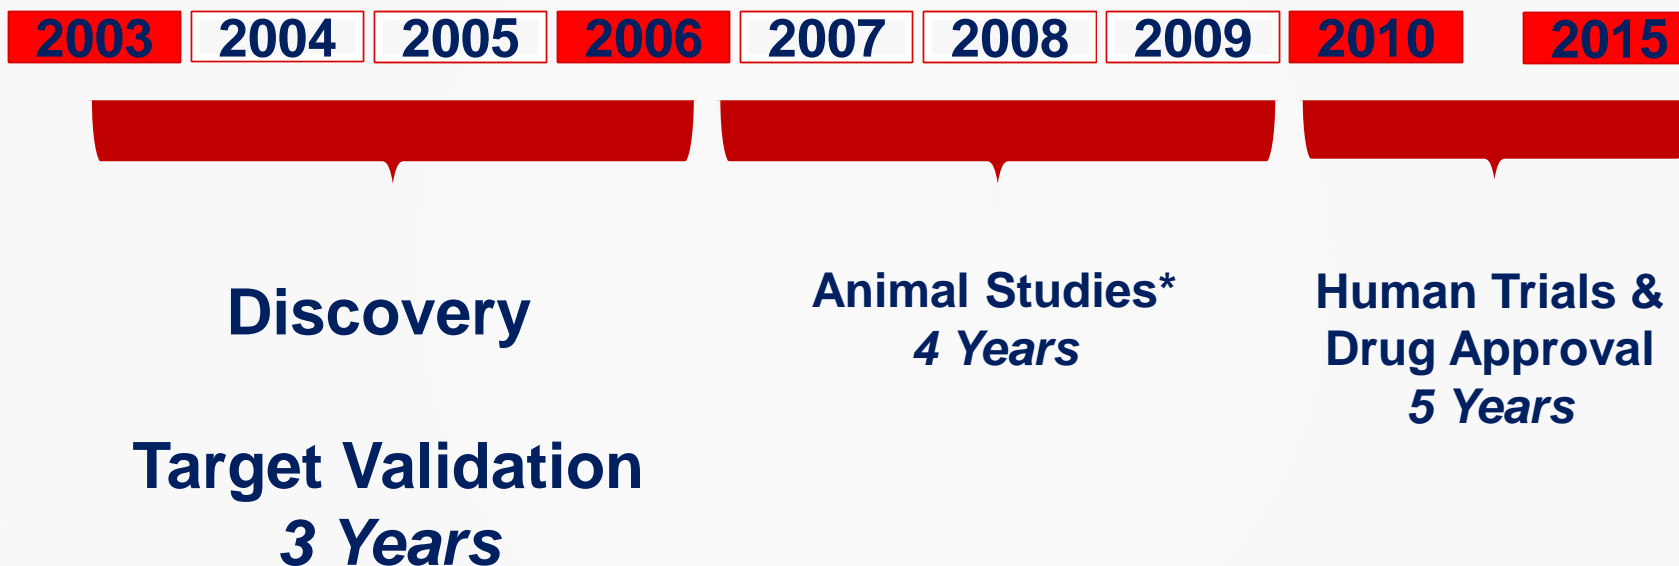 2003 2004 2005 2006 2007 2008 2009 2010 2015
Discovery
Target Validation
3 Years
Animal Studies*
4 Years
Human Trials &
Drug Approval
5 Years